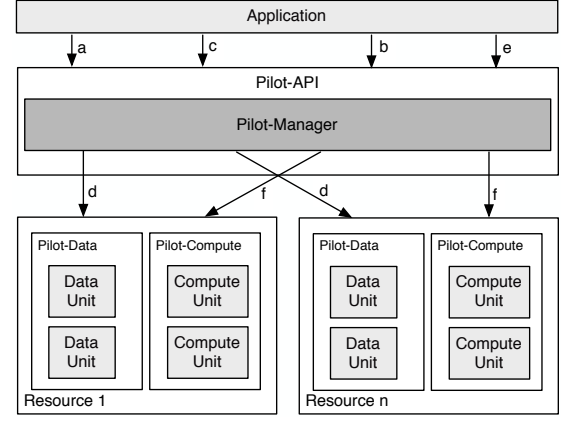 Application
a
c
b
e
Pilot-API
Pilot-Manager
d
f
d
f
Pilot-Data
Pilot-Compute
Pilot-Data
Pilot-Compute
Data
Unit
Compute
Unit
Data
Unit
Compute
Unit
Data
Unit
Compute
Unit
Data
Unit
Compute
Unit
Resource 1
Resource n